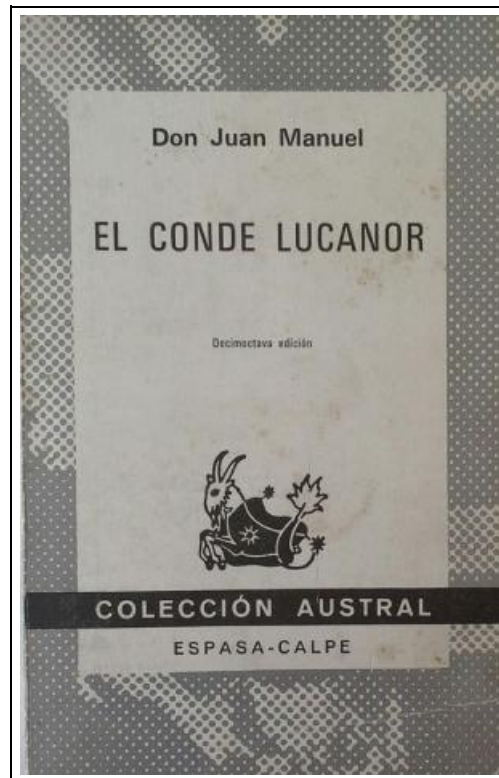 Don Juan Manuel
EL CONDE LUCANOR
Decimoctava edición
COLECCIÓN AUSTRAL
ESPASA-CALPE